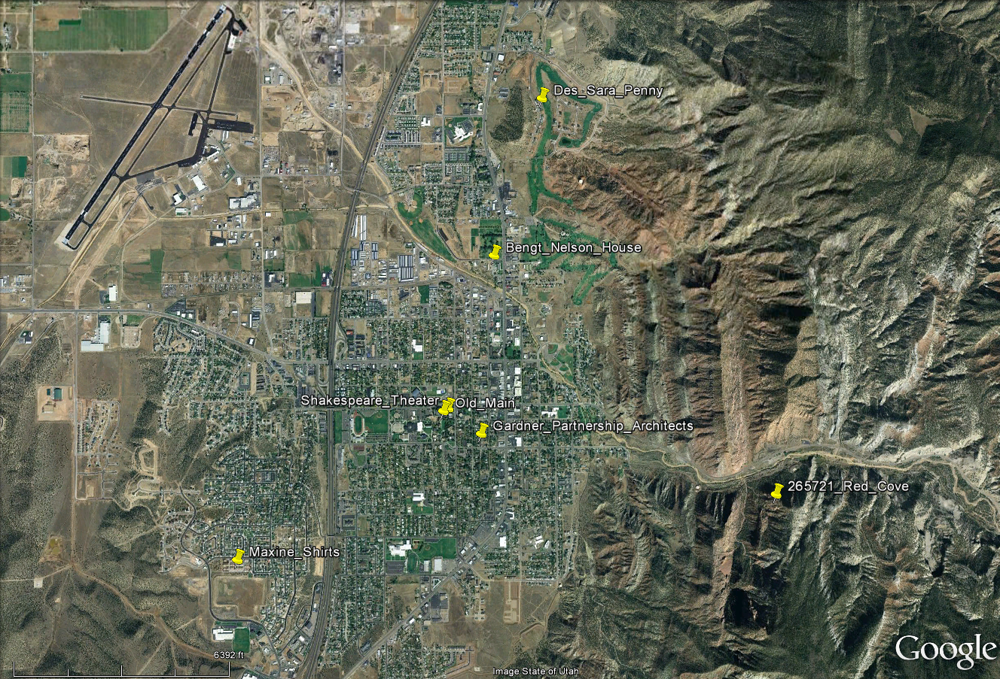 Des_Sara_Penny
Bengt_Nelson_House
Shakespeare_Theater
Old_Main
Gardner_Partnership_Architects
265721_Red_Cove
Maxine_Shirts
6392 ft
Google
Image State of Utah